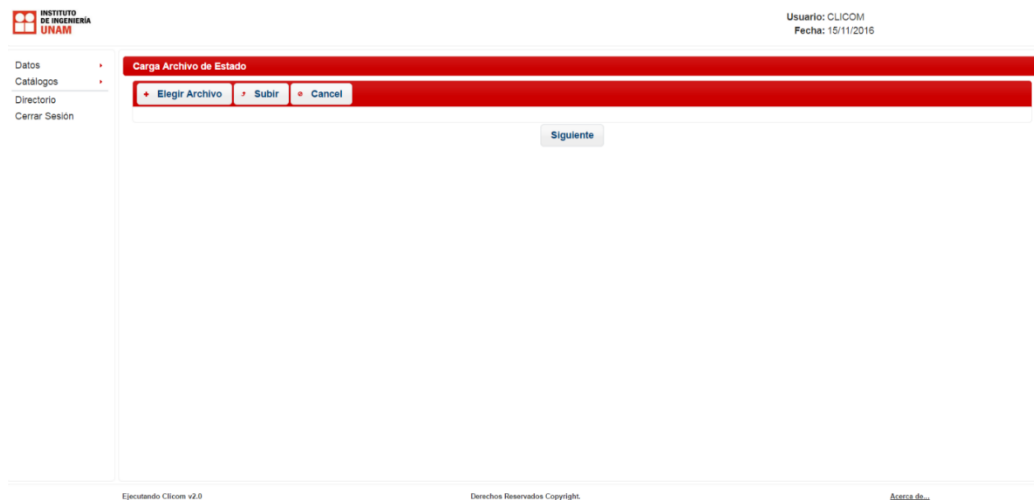 INSTITUTO
DE INGENIERÍA
UNAM
Usuario: CLICOM
Fecha: 15/11/2016
Datos
Catálogos
Directorio
Cerrar Sesión
Carga Archivo de Estado
Elegir Archivo Subir Cancel
Siguiente
Ejecutando Clicom v2.0 Derechos Reservados Copyright. Acerca de...